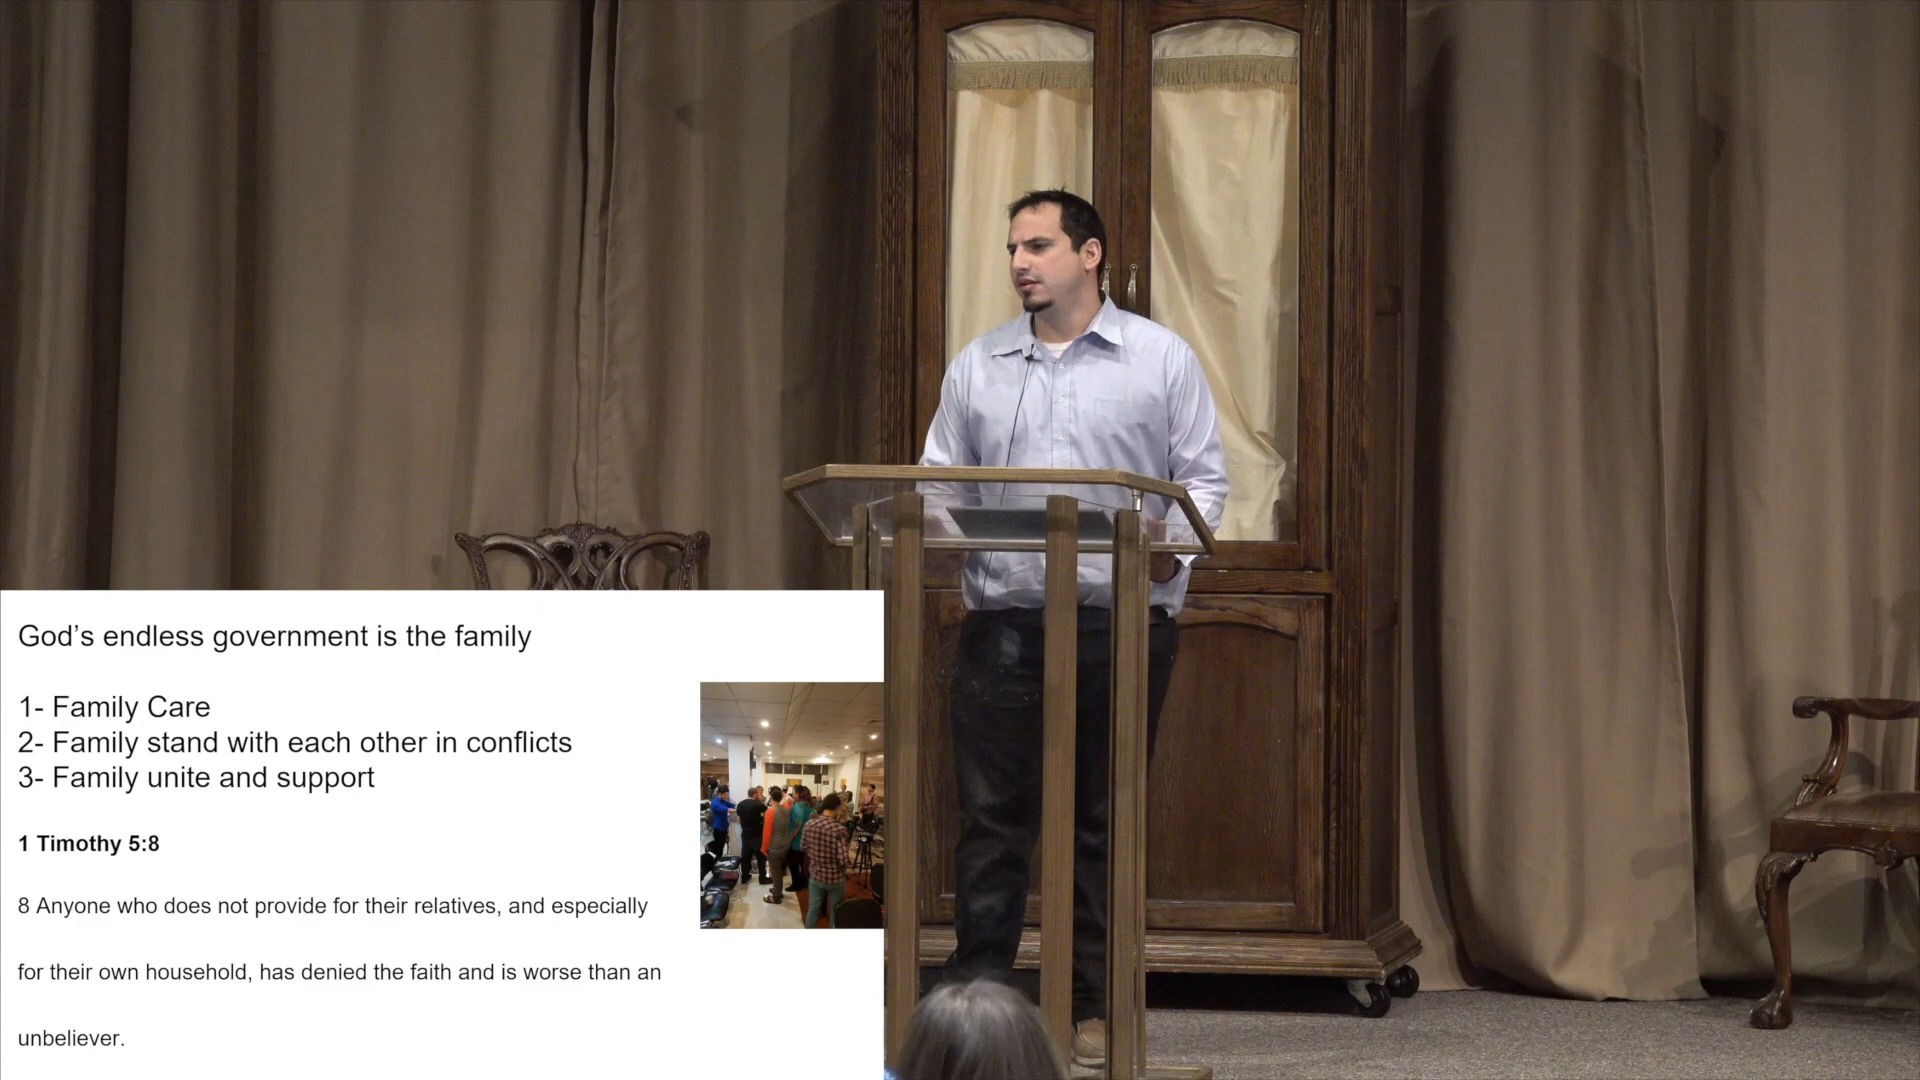 God’s endless government is the family
1- Family Care
2- Family stand with each other in conflicts
3- Family unite and support
1 Timothy 5:8
8 Anyone who does not provide for their relatives, and especially
for their own household, has denied the faith and is worse than an
unbeliever.